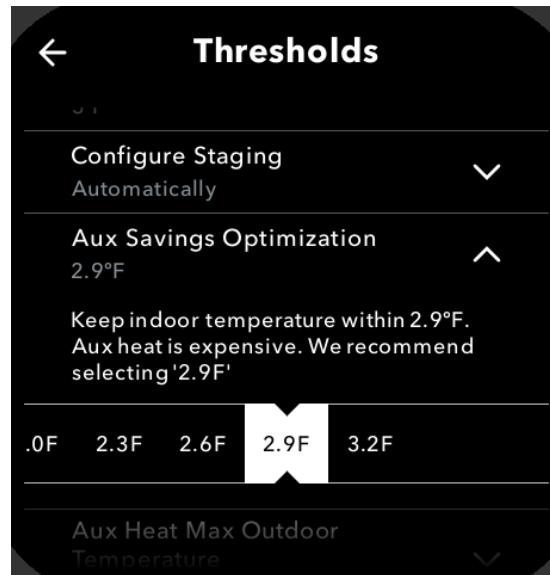 Thresholds
Configure Staging
Automatically
Aux Savings Optimization
2.9°F
Keep indoor temperature within 2.9°F.
Aux heat is expensive. We recommend
selecting '2.9F'
.0F 2.3F 2.6F 2.9F 3.2F
Aux Heat Max Outdoor
Temperature